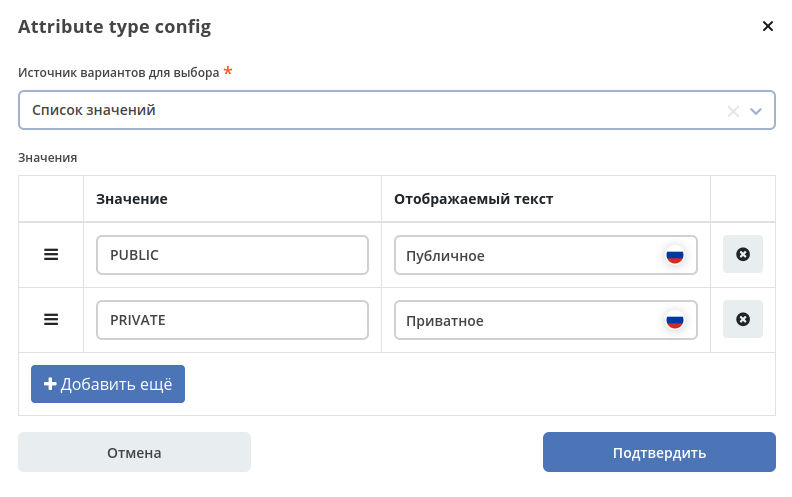 Attribute type config
Источник вариантов для выбора *
Список значений
Значения
Значение Отображаемый текст
PUBLIC Публичное
PRIVATE Приватное
Добавить ещё
Отмена Подтвердить